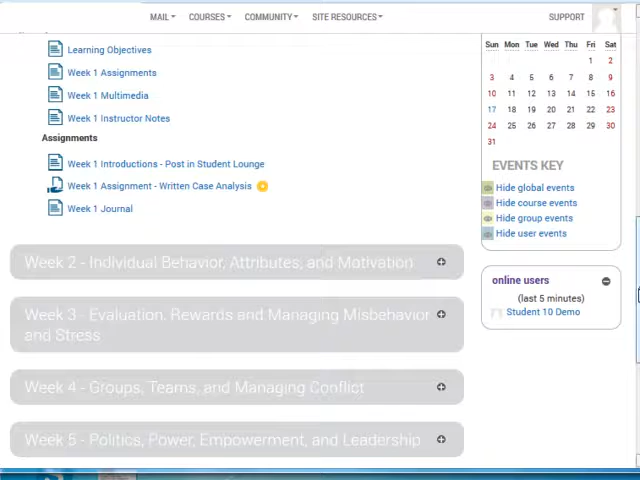 MAIL COURSES COMMUNITY SITE RESOURCES SUPPORT
Learning Objectives
Week 1 Assignments
Week 1 Multimedia
Week 1 Instructor Notes
Assignments
Week 1 Introductions - Post in Student Lounge
Week 1 Assignment - Written Case Analysis
Week 1 Journal
Week 2 - Individual Behavior, Attributes, and Motivation
Week 3 - Evaluation, Rewards and Managing Misbehavior
and Stress
Week 4 - Groups, Teams, and Managing Conflict
Week 5 - Politics, Power, Empowerment, and Leadership
Sun Mon Tue Wed Thu Fri Sat
1 2
3 4 5 6 7 8 9
10 11 12 13 14 15 16
17 18 19 20 21 22 23
24 25 26 27 28 29 30
31
EVENTS KEY
Hide global events
Hide course events
Hide group events
Hide user events
online users
(last 5 minutes)
Student 10 Demo